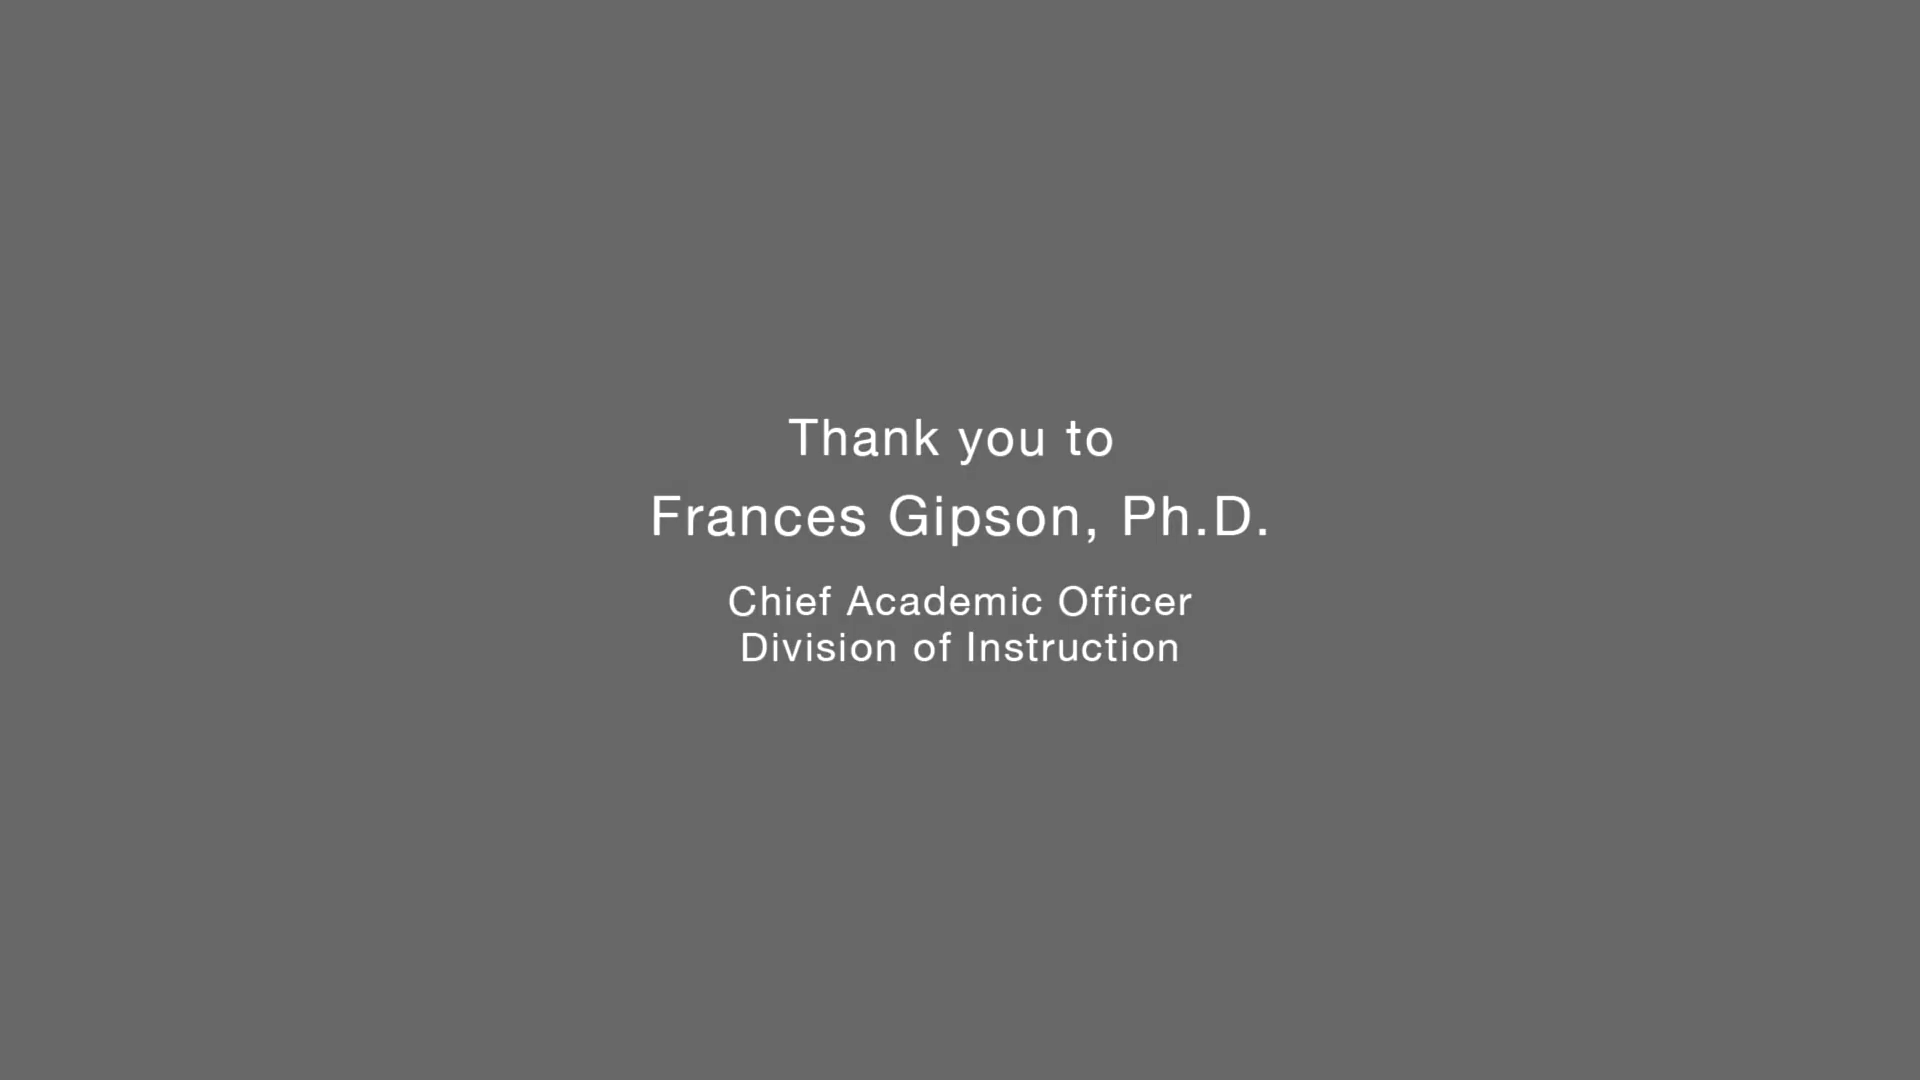 Thank you to
Frances Gipson, Ph.D.
Chief Academic Officer
Division of Instruction